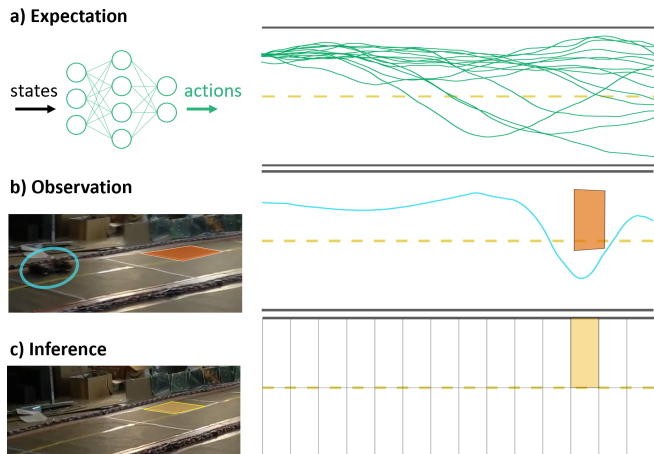 a) Expectation
states
actions
b) Observation
c) Inference